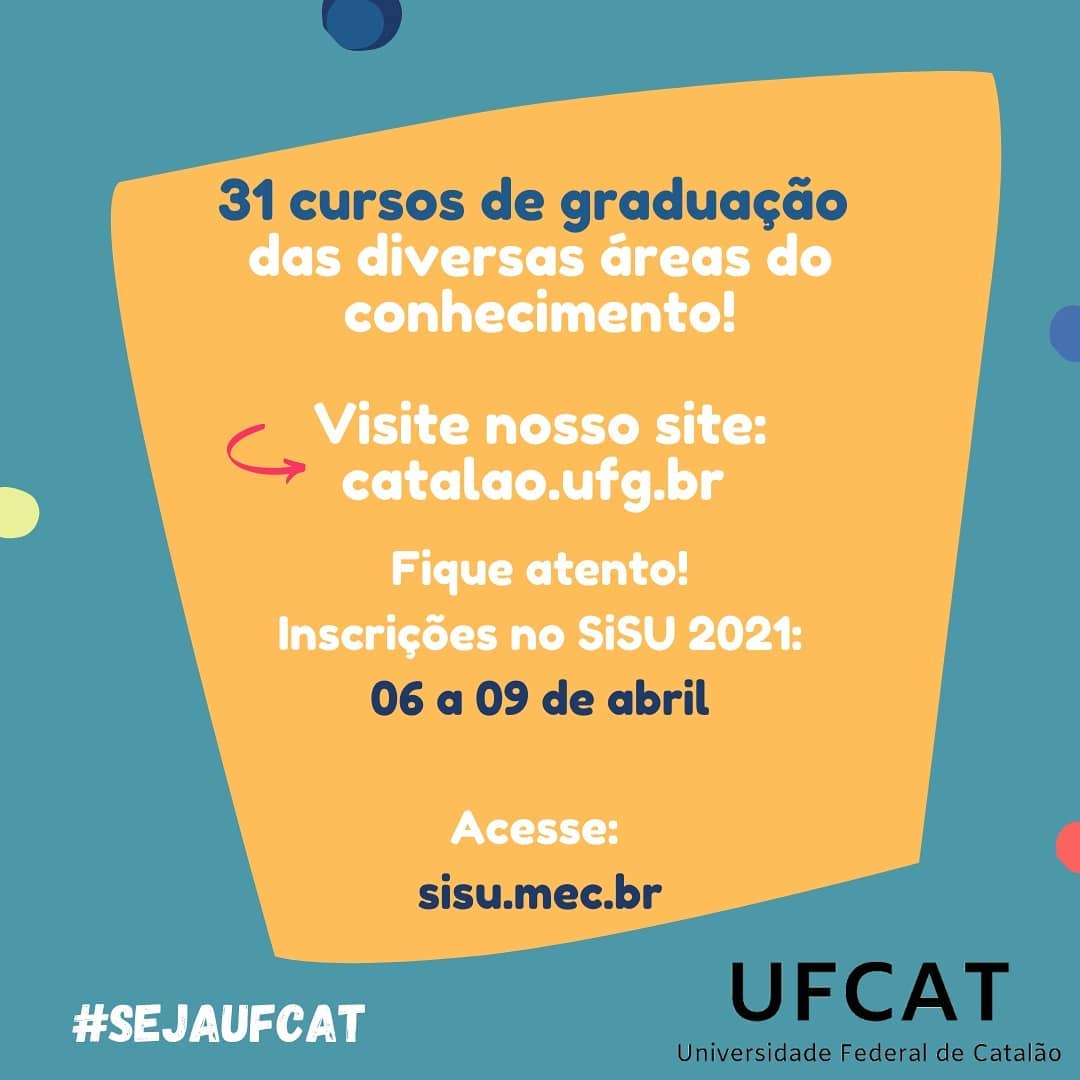 31 cursos de graduação
das diversas áreas do
conhecimento!
Visite nosso site:
catalao.ufg.br
Fique atento!
Inscrições no SiSU 2021:
06 a 09 de abril
Acesse:
sisu.mec.br
#SEJAUFCAT
UFCAT
Universidade Federal de Catalão